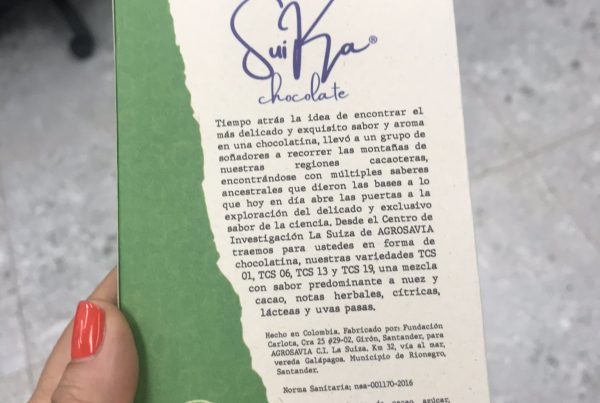 SuiKa®
chocolate
Tiempo atrás la idea de encontrar el
más delicado y exquisito sabor y aroma
en una chocolatina, llevó a un grupo de
soñadores a recorrer las montañas de
nuestras regiones cacaoteras,
encontrándose con múltiples saberes
ancestrales que dieron las bases a lo
que hoy en día abre las puertas a la
exploración del delicado y exclusivo
sabor de la ciencia. Desde el Centro de
Investigación La Suiza de AGROSAVIA
traemos para ustedes en forma de
chocolatina, nuestras variedades TCS
01, TCS 06, TCS 13 y TCS 19, una mezcla
con sabor predominante a nuez y
cacao, notas herbales, cítricas,
lácteas y uvas pasas.
Hecho en Colombia. Fabricado por: Fundación
Carlota, Cra 25 #29-02, Girón, Santander, para
AGROSAVIA C.I. La Suiza. Km 32, vía al mar,
vereda Galápagos. Municipio de Rionegro,
Santander.
Norma Sanitaria; nsa-001170-2016
de cacao, azúcar,